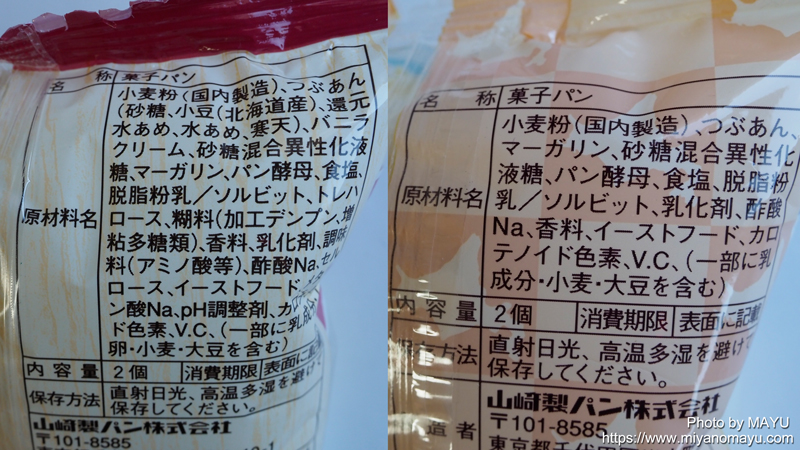 名 称 菓子パン
小麦粉(国内製造)、つぶあん
(砂糖、小豆(北海道産)、還元
水あめ、水あめ、寒天)、バニラ
クリーム、砂糖混合異性化液
糖、マーガリン、パン酵母、食塩、
脱脂粉乳/ソルビット、トレハ
原材料名 ロース、糊料(加工デンプン、増
粘多糖類)、香料、乳化剤、調味
料(アミノ酸等)、酢酸Na、セル
ロース、イーストフード、
ン酸Na、pH調整剤、カ
ド色素、V.C.、(一部に乳
卵・小麦・大豆を含む)
内容量 2個 消費期限 表面に
保存方法 直射日光、高温多湿を
保存してください。
山崎製パン株式会社
〒101-8585
名 称 菓子パン
小麦粉(国内製造)、つぶあん、
マーガリン、砂糖混合異性化
液糖、パン酵母、食塩、脱脂粉
原材料名 乳/ソルビット、乳化剤、酢酸
Na、香料、イーストフード、カロ
テノイド色素、V.C.、(一部に乳
成分・小麦・大豆を含む)
内容量 2個 消費期限 表面に記載
保存方法 直射日光、高温多湿を避けて
保存してください。
山崎製パン株式会社
〒101-8585
造者 東京都千代田区
Photo by MAYU
https://www.miyanomayu.com/